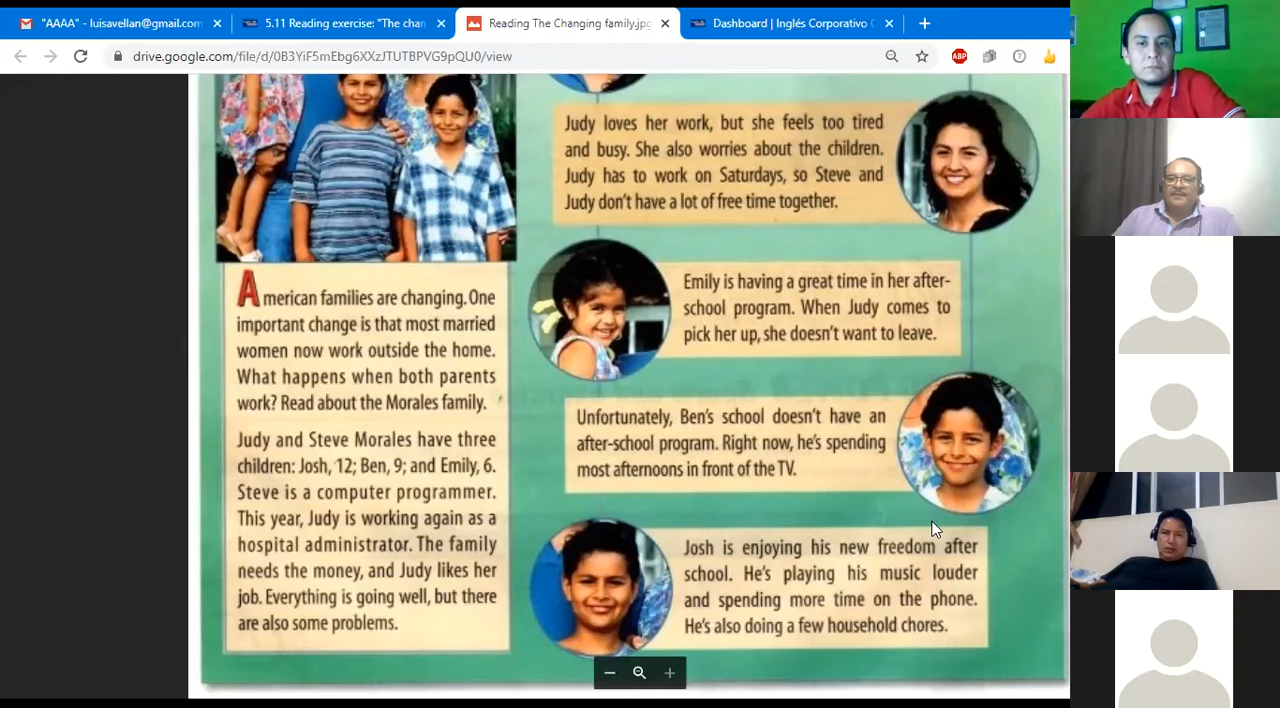 "AAAA" - luisavellan@gmail.com
5.11 Reading exercise: "The chan
Reading The Changing family.jpg
Dashboard | Inglés Corporativo
drive.google.com/file/d/0B3YiF5mEbg6XXzJTUTBPVG9pQU0/view
ABP
Judy loves her work, but she feels too tired
and busy. She also worries about the children.
Judy has to work on Saturdays, so Steve and
Judy don't have a lot of free time together.
Emily is having a great time in her after-
school program. When Judy comes to
pick her up, she doesn't want to leave.
American families are changing. One
important change is that most married
women now work outside the home.
What happens when both parents
work? Read about the Morales family.
Judy and Steve Morales have three
children: Josh, 12; Ben, 9; and Emily, 6.
Steve is a computer programmer.
This year, Judy is working again as a
hospital administrator. The family
needs the money, and Judy likes her
job. Everything is going well, but there
are also some problems.
Unfortunately, Ben's school doesn't have an
after-school program. Right now, he's spending
most afternoons in front of the TV.
Josh is enjoying his new freedom after
school. He's playing his music louder
and spending more time on the phone.
He's also doing a few household chores.